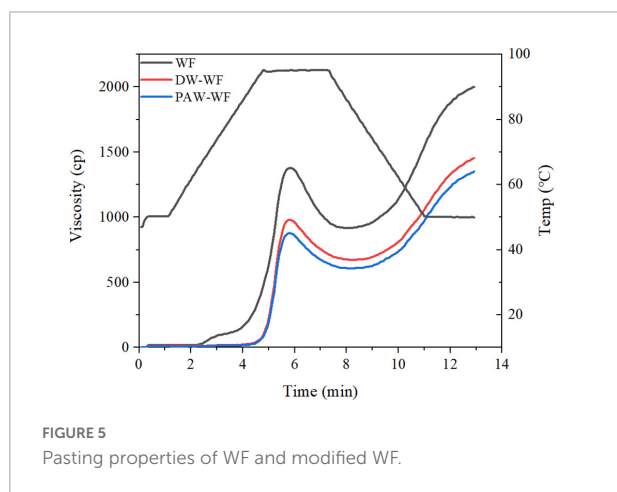 WF
DW-WF
PAW-WF
2000
1500
1000
500
0
Viscosity (cp)
100
80
60
40
20
Temp (℃)
0 2 4 6 8 10 12 14
Time (min)
FIGURE 5
Pasting properties of WF and modified WF.